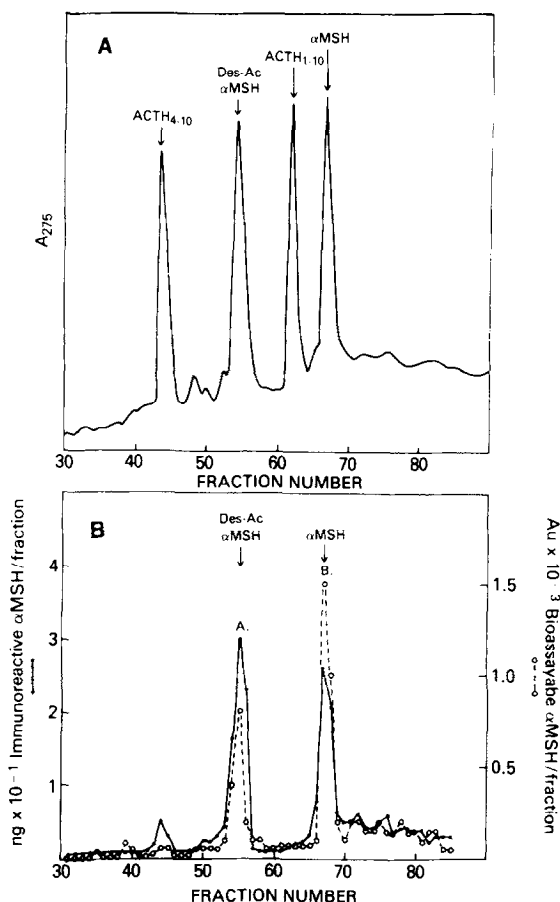 A
αMSH
ACTH1-10
Des-Ac
αMSH
ACTH4-10
A275
30 40 50 60 70 80
FRACTION NUMBER
B
Des-Ac
αMSH
αMSH
A.
B.
ng x 10⁻¹ Immunoreactive αMSH/fraction
4
3
2
1
1.5
1.0
0.5
Au x 10⁻³ Bioassayabe αMSH/fraction
30 40 50 60 70 80
FRACTION NUMBER